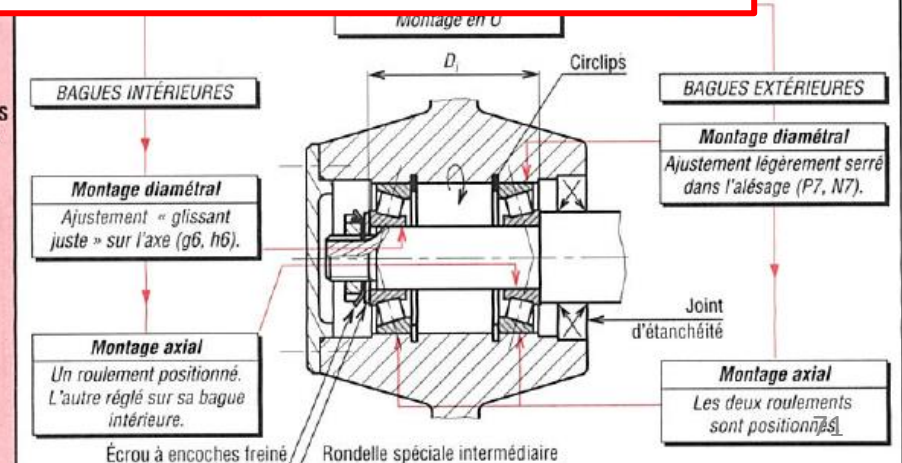 Montage en O
D₁
Circlips
BAGUES INTÉRIEURES
BAGUES EXTÉRIEURES
s
Montage diamétral
Ajustement « glissant
juste » sur l'axe (g6, h6).
Montage diamétral
Ajustement légèrement serré
dans l'alésage (P7, N7).
Joint
d'étanchéité
Montage axial
Un roulement positionné.
L'autre réglé sur sa bague
intérieure.
Montage axial
Les deux roulements
sont positionnés.
71
Écrou à encoches freiné
Rondelle spéciale intermédiaire